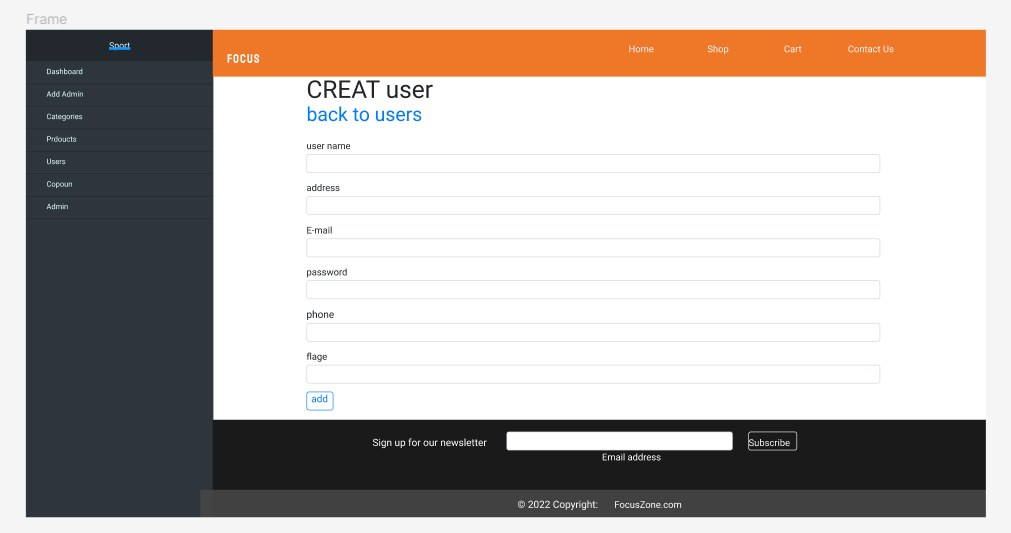 Frame
Sport
Dashboard
Add Admin
Categories
Prdoucts
Users
Copoun
Admin
FOCUS
Home
Shop
Cart
Contact Us
CREAT user
back to users
user name
address
E-mail
password
phone
flage
add
Sign up for our newsletter
Email address
Subscribe
© 2022 Copyright: FocusZone.com